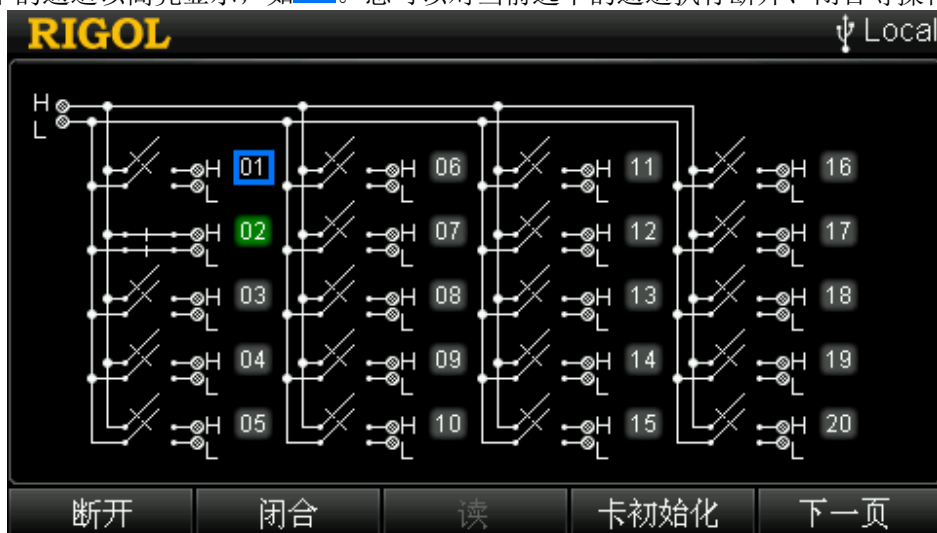 中的通道以高亮显示，如 。您可以对当前选中的通道执行断开、闭合等操作
RIGOL Local
H
L
H 01 H 06 H 11 H 16
L L L L
H 02 H 07 H 12 H 17
L L L L
H 03 H 08 H 13 H 18
L L L L
H 04 H 09 H 14 H 19
L L L L
H 05 H 10 H 15 H 20
L L L L
断开 闭合 读 卡初始化 下一页